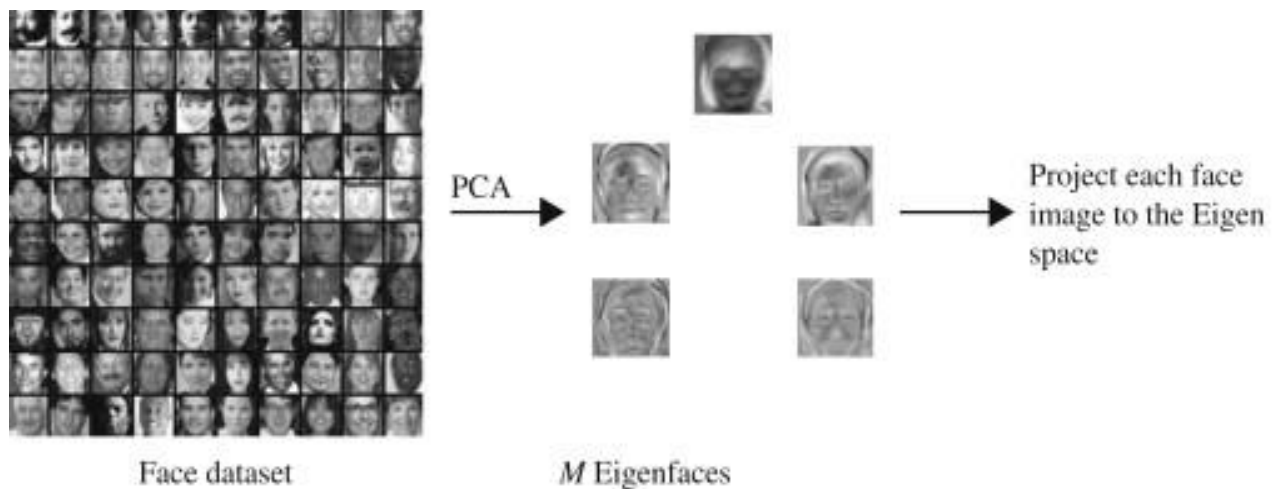 PCA
Project each face
image to the Eigen
space
Face dataset
M Eigenfaces